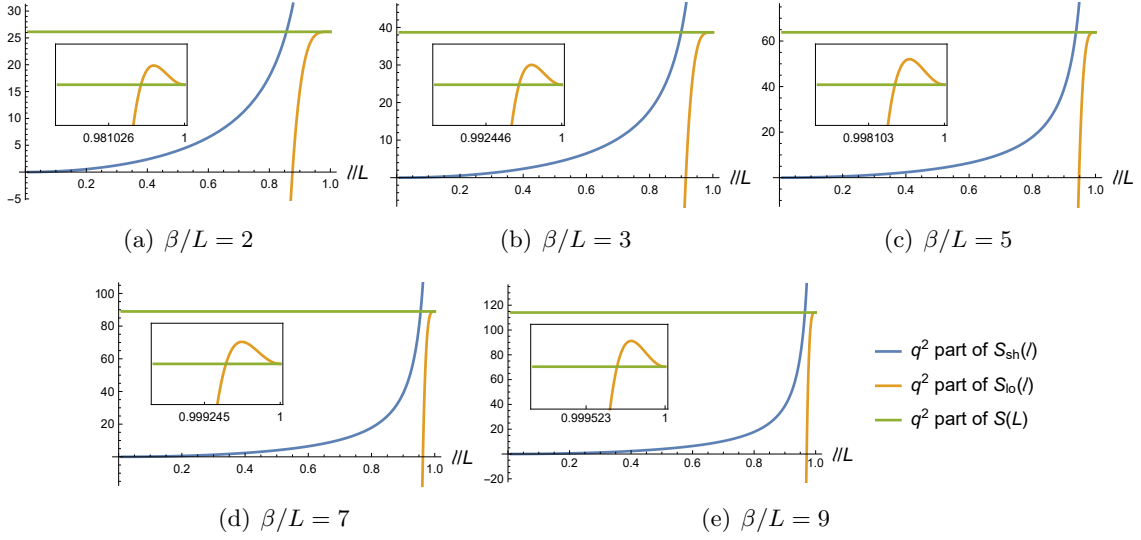 30
25
20
15
10
5
−5
0.2 0.4 0.6 0.8 1.0
l/L
0.981026 1
(a) β/L = 2
40
30
20
10
0.2 0.4 0.6 0.8 1.0
l/L
0.992446 1
(b) β/L = 3
60
40
20
0.2 0.4 0.6 0.8 1.0
l/L
0.998103 1
(c) β/L = 5
100
80
60
40
20
0.2 0.4 0.6 0.8 1.0
l/L
0.999245 1
(d) β/L = 7
120
100
80
60
40
20
−20
0.2 0.4 0.6 0.8 1.0
l/L
0.999523 1
(e) β/L = 9
q² part of S_sh(l)
q² part of S_lo(l)
q² part of S(L)